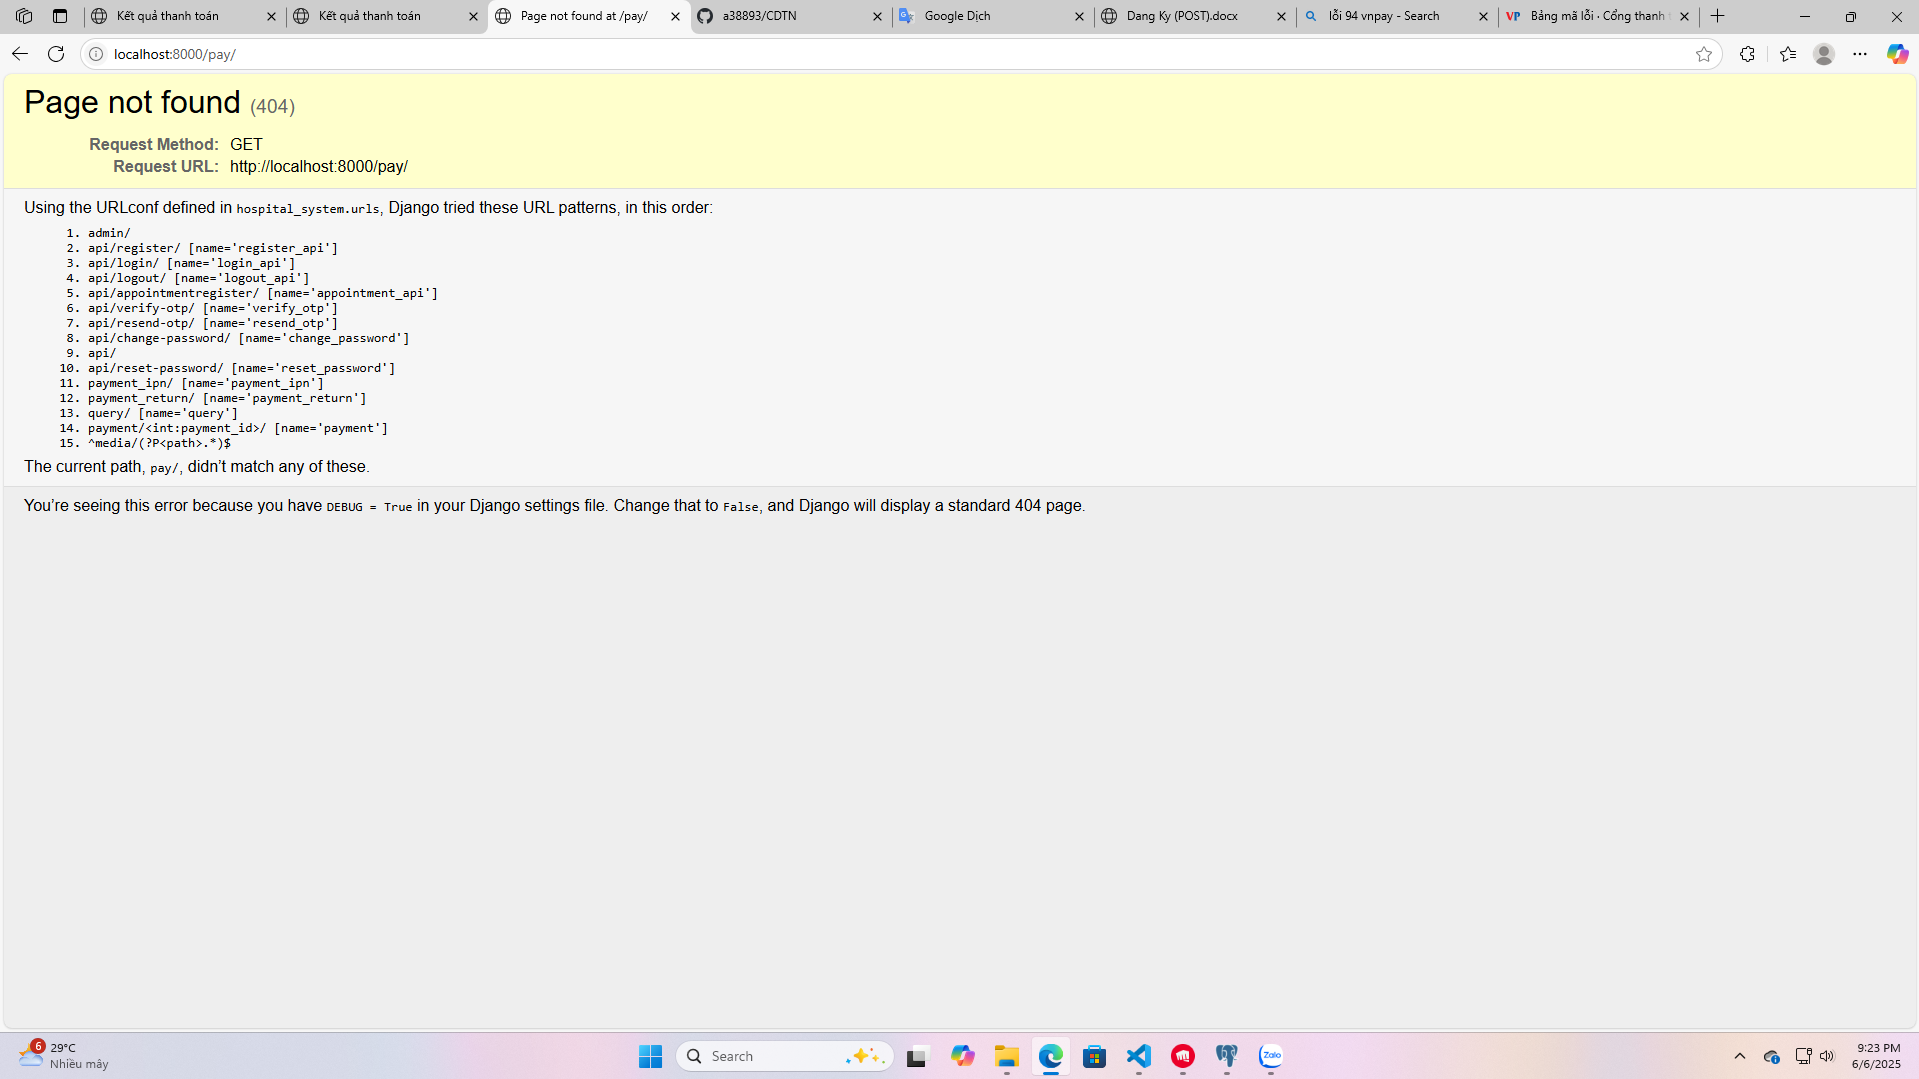 Kết quả thanh toán
Kết quả thanh toán
Page not found at /pay/
a38893/CDTN
Google Dịch
Dang Ky (POST).docx
lỗi 94 vnpay - Search
VP Bảng mã lỗi · Cổng thanh
localhost:8000/pay/
Page not found (404)
Request Method: GET
Request URL: http://localhost:8000/pay/
Using the URLconf defined in hospital_system.urls, Django tried these URL patterns, in this order:
1. admin/
2. api/register/ [name='register_api']
3. api/login/ [name='login_api']
4. api/logout/ [name='logout_api']
5. api/appointmentregister/ [name='appointment_api']
6. api/verify-otp/ [name='verify_otp']
7. api/resend-otp/ [name='resend_otp']
8. api/change-password/ [name='change_password']
9. api/
10. api/reset-password/ [name='reset_password']
11. payment_ipn/ [name='payment_ipn']
12. payment_return/ [name='payment_return']
13. query/ [name='query']
14. payment/<int:payment_id>/ [name='payment']
15. ^media/(?P<path>.*)$
The current path, pay/, didn’t match any of these.
You’re seeing this error because you have DEBUG = True in your Django settings file. Change that to False, and Django will display a standard 404 page.
6
29°C
Nhiều mây
Search
Zalo
9:23 PM
6/6/2025